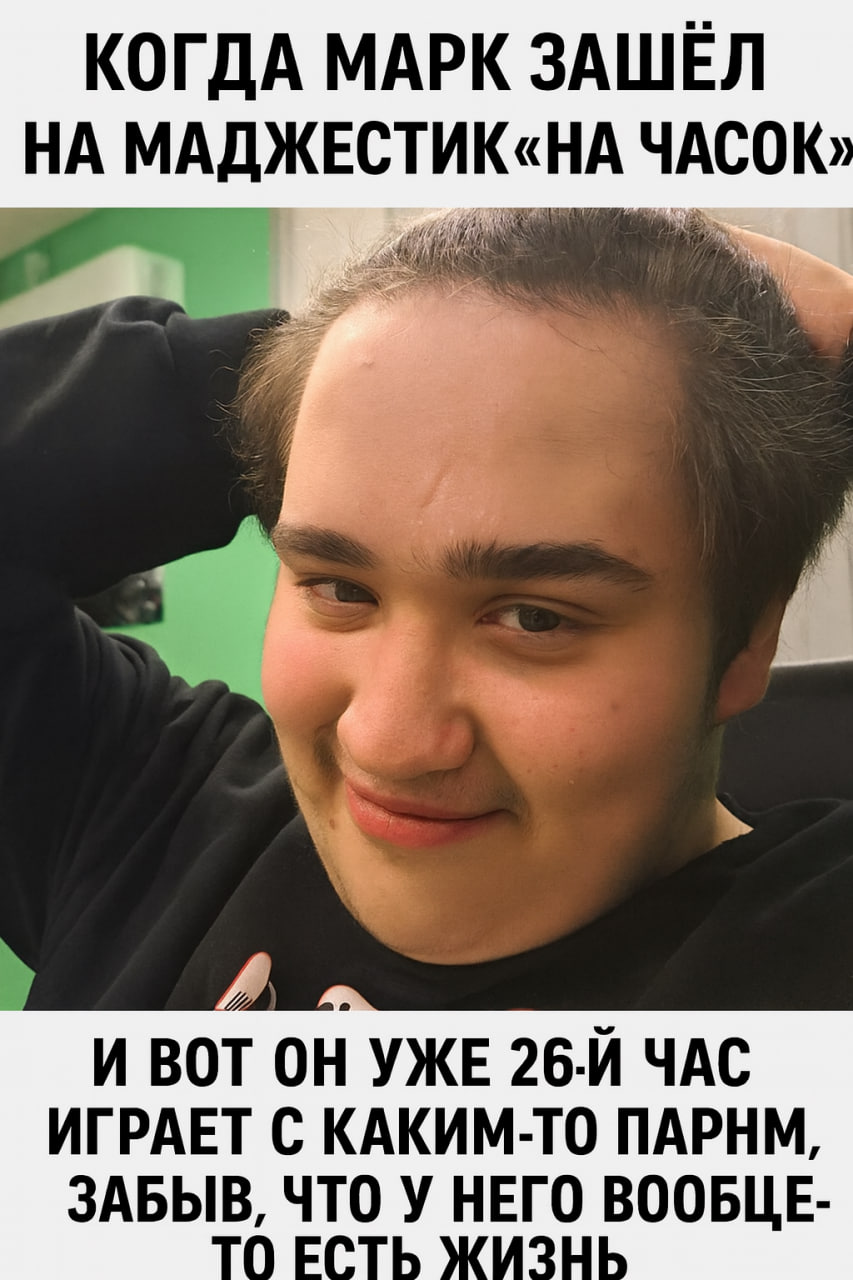 КОГДА МАРК ЗАШЁЛ
НА МАДЖЕСТИК«НА ЧАСОК»
И ВОТ ОН УЖЕ 26-Й ЧАС
ИГРАЕТ С КАКИМ-ТО ПАРНМ,
ЗАБЫВ, ЧТО У НЕГО ВООБЦЕ-
ТО ЕСТЬ ЖИЗНЬ